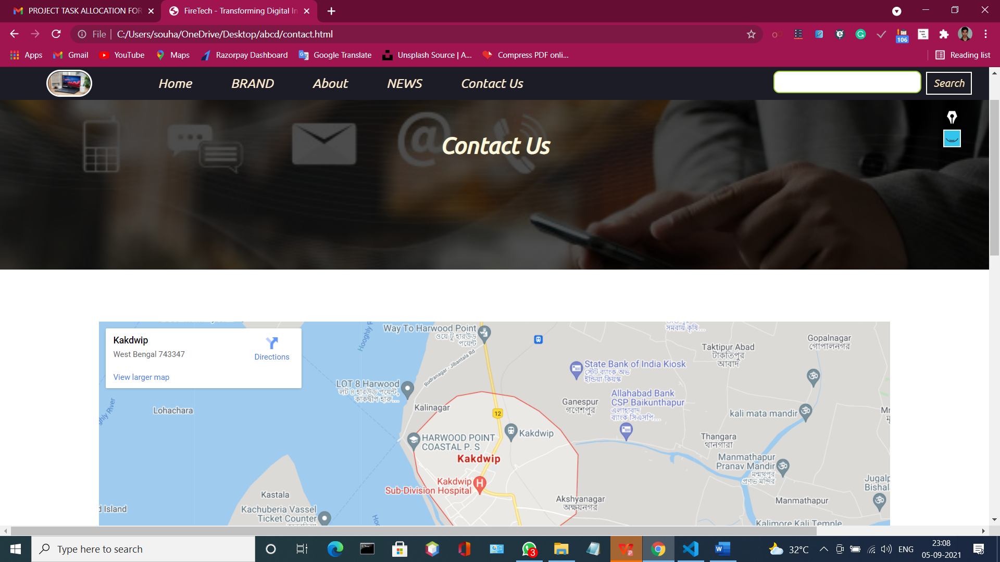 PROJECT TASK ALLOCATION FOR
FireTech - Transforming Digital In
File
C:/Users/souha/OneDrive/Desktop/abcd/contact.html
106
Apps
Gmail
YouTube
Maps
Razorpay Dashboard
Google Translate
Unsplash Source | A...
Compress PDF onli...
Reading list
Home
BRAND
About
NEWS
Contact Us
Search
Contact Us
Kakdwip
West Bengal 743347
Directions
View larger map
Way To Harwood Point
ওয়ে টু হারউড
পয়েন্ট
সমবায় কৃষি...
Gopalnagar
গোপালনগর
Taktipur Abad
টাকতিপুর
আবাদ
Hooghly R
Rudranagar - Jibantala Rd
State Bank of India Kiosk
স্টেট ব্যাংক অভ
ইন্ডিয়া কিয়স্ক
LOT 8 Harwood
লট ৪ হারউড পয়েন্ট,
কাকদ্বীপ হারু...
Allahabad Bank
CSP Baikunthapur
এলাহাবাদ
ব্যাংক সিএসপি...
Kalinagar
Ganespur
গণেশপুর
Lohachara
ghly River
12
kali mata mandir
Kakdwip
HARWOOD POINT
COASTAL P. S
Thangara
থানগারা
Kakdwip
Manmathapur
Pranav Mandir
মন্মথপুর
প্রণভ মন্দির
Kakdwip
Sub-Division Hospital
H
Jugalp
Bishal
Kastala
Akshyanagar
অক্ষয়নগর
Manmathapur
d Island
Kachuberia Vassel
Ticket Counter
Hoo
Kalimore Kali Temple
Type here to search
3
32°C
ENG
23:08
05-09-2021